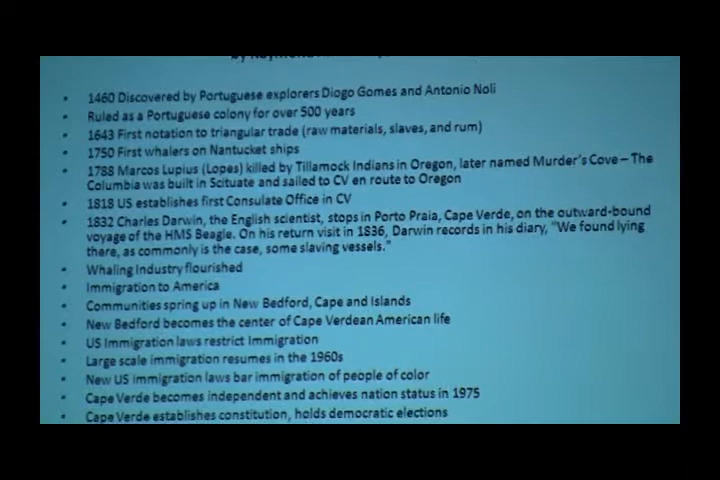 • 1460 Discovered by Portuguese explorers Diogo Gomes and Antonio Noli
• Ruled as a Portuguese colony for over 500 years
• 1643 First notation to triangular trade (raw materials, slaves, and rum)
• 1750 First whalers on Nantucket ships
• 1788 Marcos Lupius (Lopes) killed by Tillamock Indians in Oregon, later named Murder's Cove – The
Columbia was built in Scituate and sailed to CV en route to Oregon
• 1818 US establishes first Consulate Office in CV
• 1832 Charles Darwin, the English scientist, stops in Porto Praia, Cape Verde, on the outward-bound
voyage of the HMS Beagle. On his return visit in 1836, Darwin records in his diary, "We found lying
there, as commonly is the case, some slaving vessels."
• Whaling Industry flourished
• Immigration to America
• Communities spring up in New Bedford, Cape and Islands
• New Bedford becomes the center of Cape Verdean American life
• US Immigration laws restrict Immigration
• Large scale immigration resumes in the 1960s
• New US immigration laws bar immigration of people of color
• Cape Verde becomes independent and achieves nation status in 1975
• Cape Verde establishes constitution, holds democratic elections